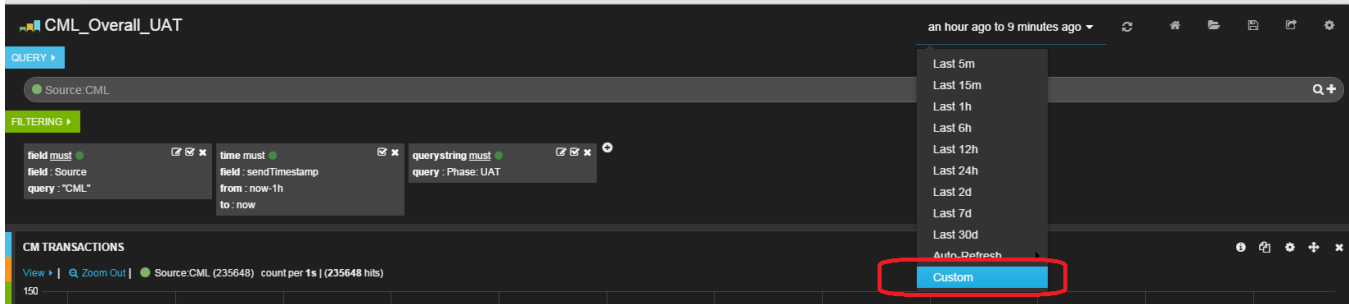 CML_Overall_UAT
an hour ago to 9 minutes ago
QUERY
Source:CML
FILTERING
field must
field : Source
query : "CML"
time must
field : sendTimestamp
from : now-1h
to : now
querystring must
query : Phase: UAT
Last 5m
Last 15m
Last 1h
Last 6h
Last 12h
Last 24h
Last 2d
Last 7d
Last 30d
Auto-Refresh
Custom
CM TRANSACTIONS
View | Zoom Out | Source:CML (235648) count per 1s | (235648 hits)
150